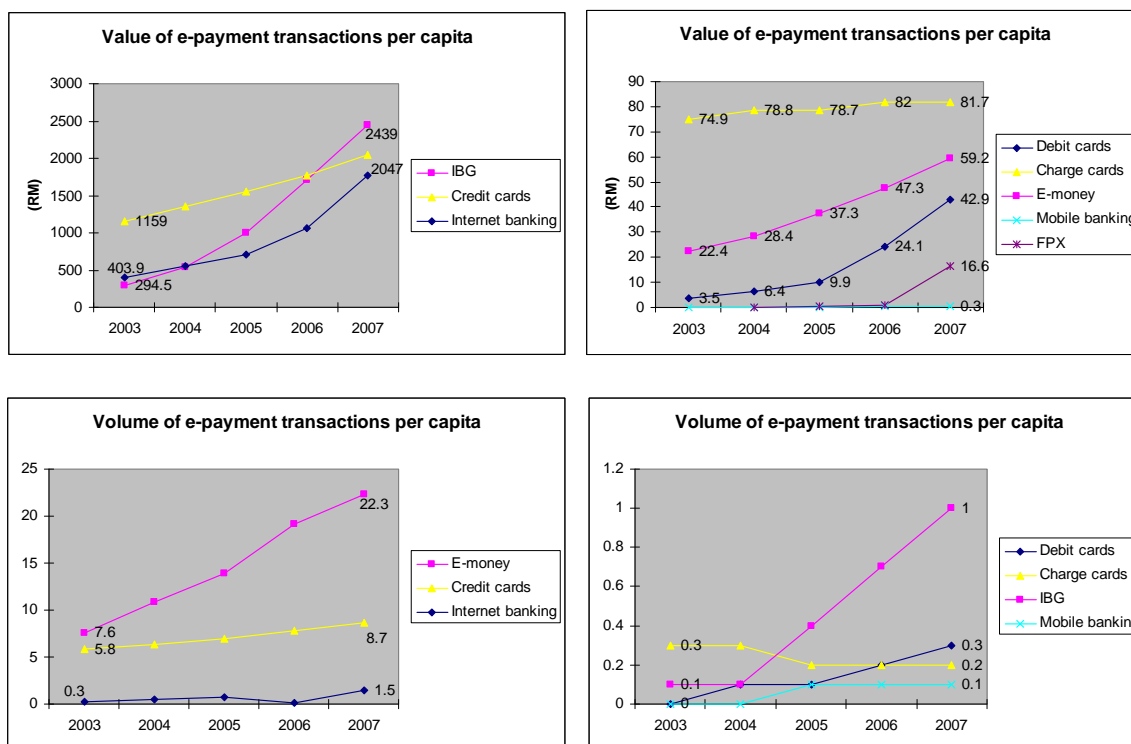 Value of e-payment transactions per capita
3000
2500
2000
1500
1000
500
0
(RM)
2439
2047
1159
403.9
294.5
2003 2004 2005 2006 2007
IBG
Credit cards
Internet banking
Value of e-payment transactions per capita
90
80
70
60
50
40
30
20
10
0
(RM)
74.9 78.8 78.7 82 81.7
22.4 28.4 37.3 47.3 59.2
3.5 6.4 9.9 24.1 42.9
16.6
0.3
2003 2004 2005 2006 2007
Debit cards
Charge cards
E-money
Mobile banking
FPX
Volume of e-payment transactions per capita
25
20
15
10
5
0
22.3
7.6
5.8
8.7
0.3
1.5
2003 2004 2005 2006 2007
E-money
Credit cards
Internet banking
Volume of e-payment transactions per capita
1.2
1
0.8
0.6
0.4
0.2
0
1
0.3
0.3
0.2
0.1
0.1
0
2003 2004 2005 2006 2007
Debit cards
Charge cards
IBG
Mobile banking